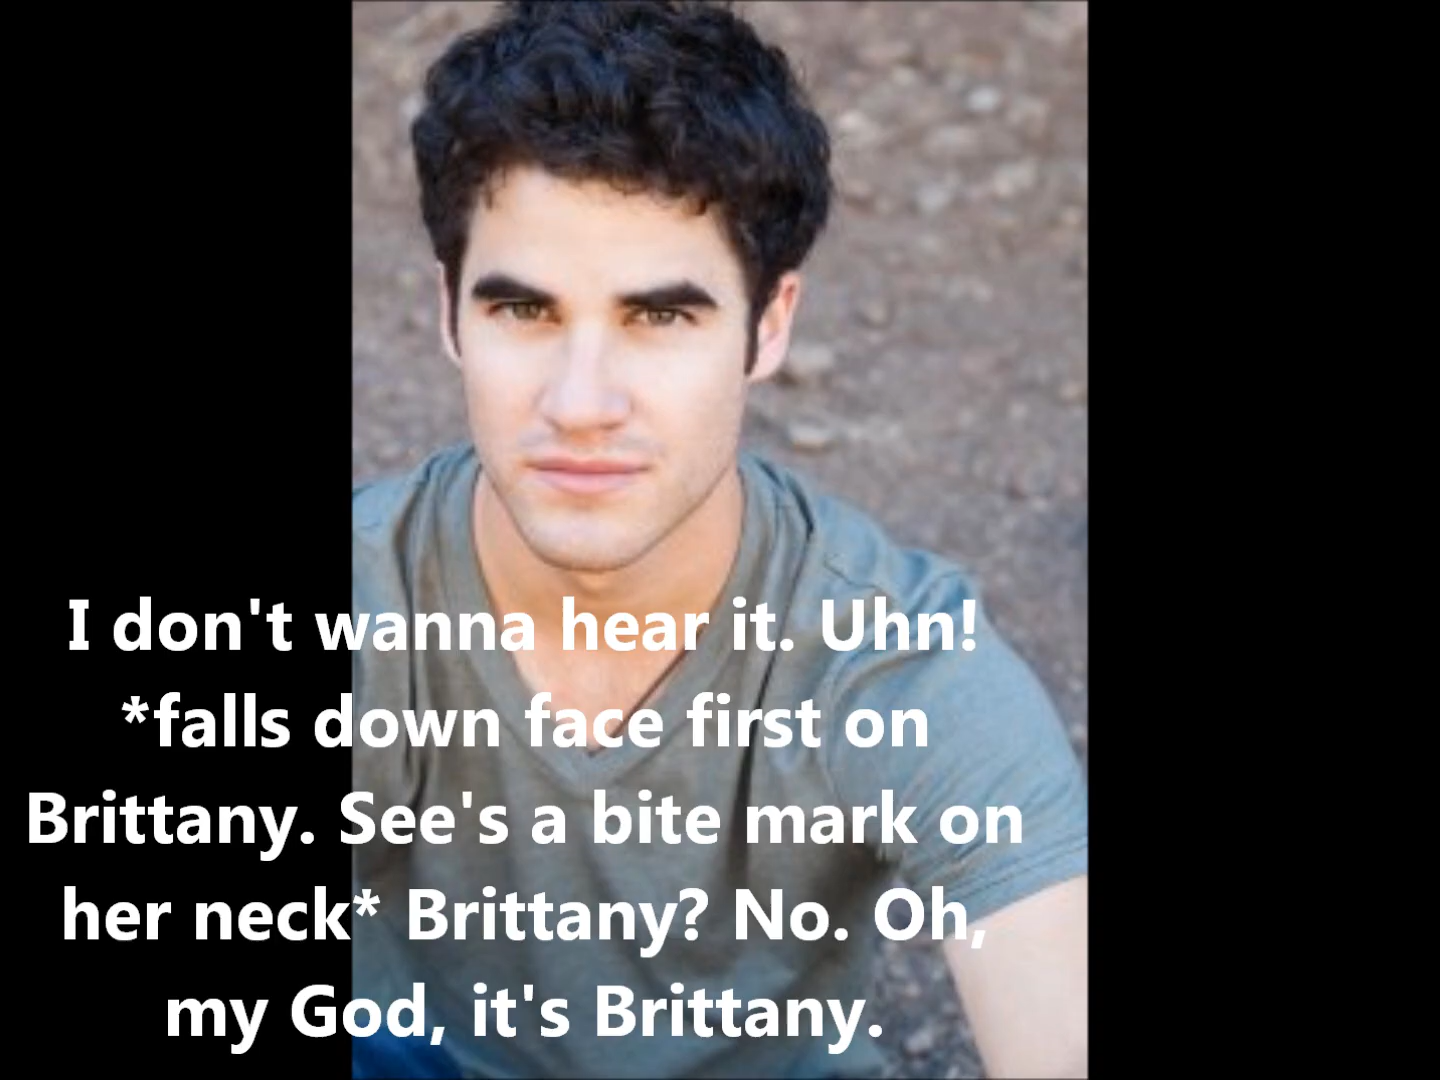 I don't wanna hear it. Uhn!
*falls down face first on
Brittany. See's a bite mark on
her neck* Brittany? No. Oh,
my God, it's Brittany.